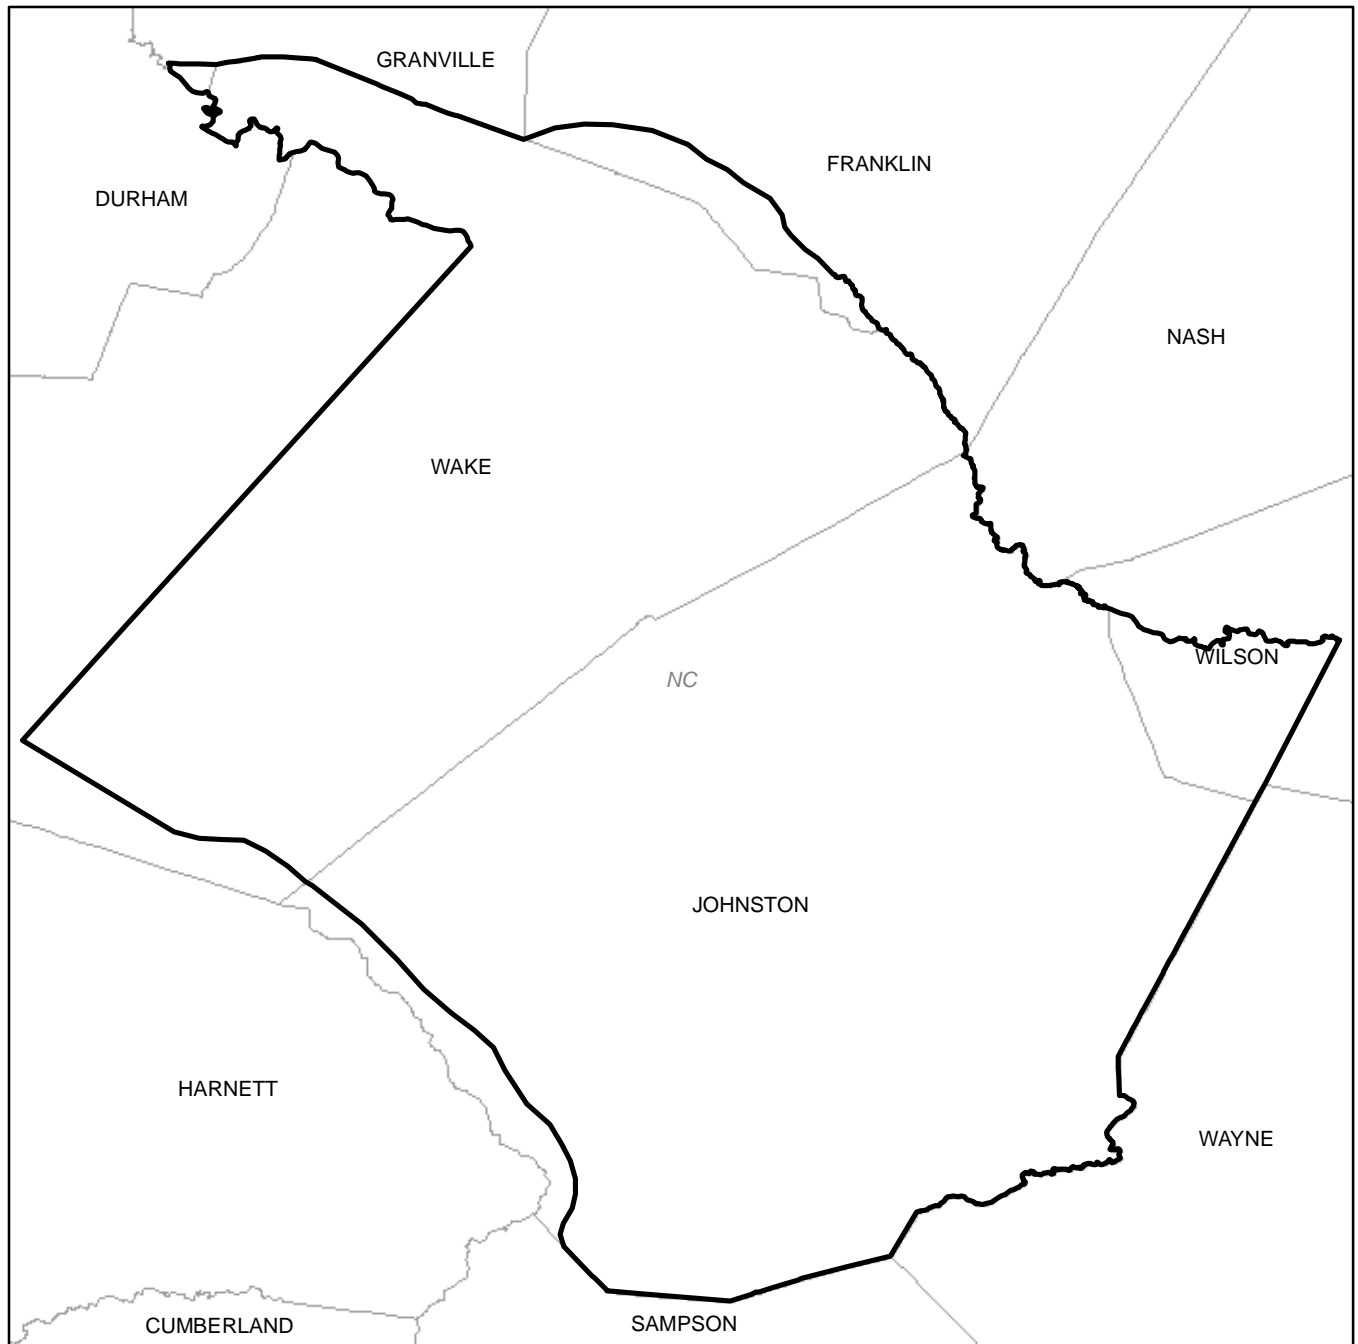 GRANVILLE
FRANKLIN
DURHAM
NASH
WAKE
WILSON
NC
JOHNSTON
HARNETT
WAYNE
CUMBERLAND
SAMPSON